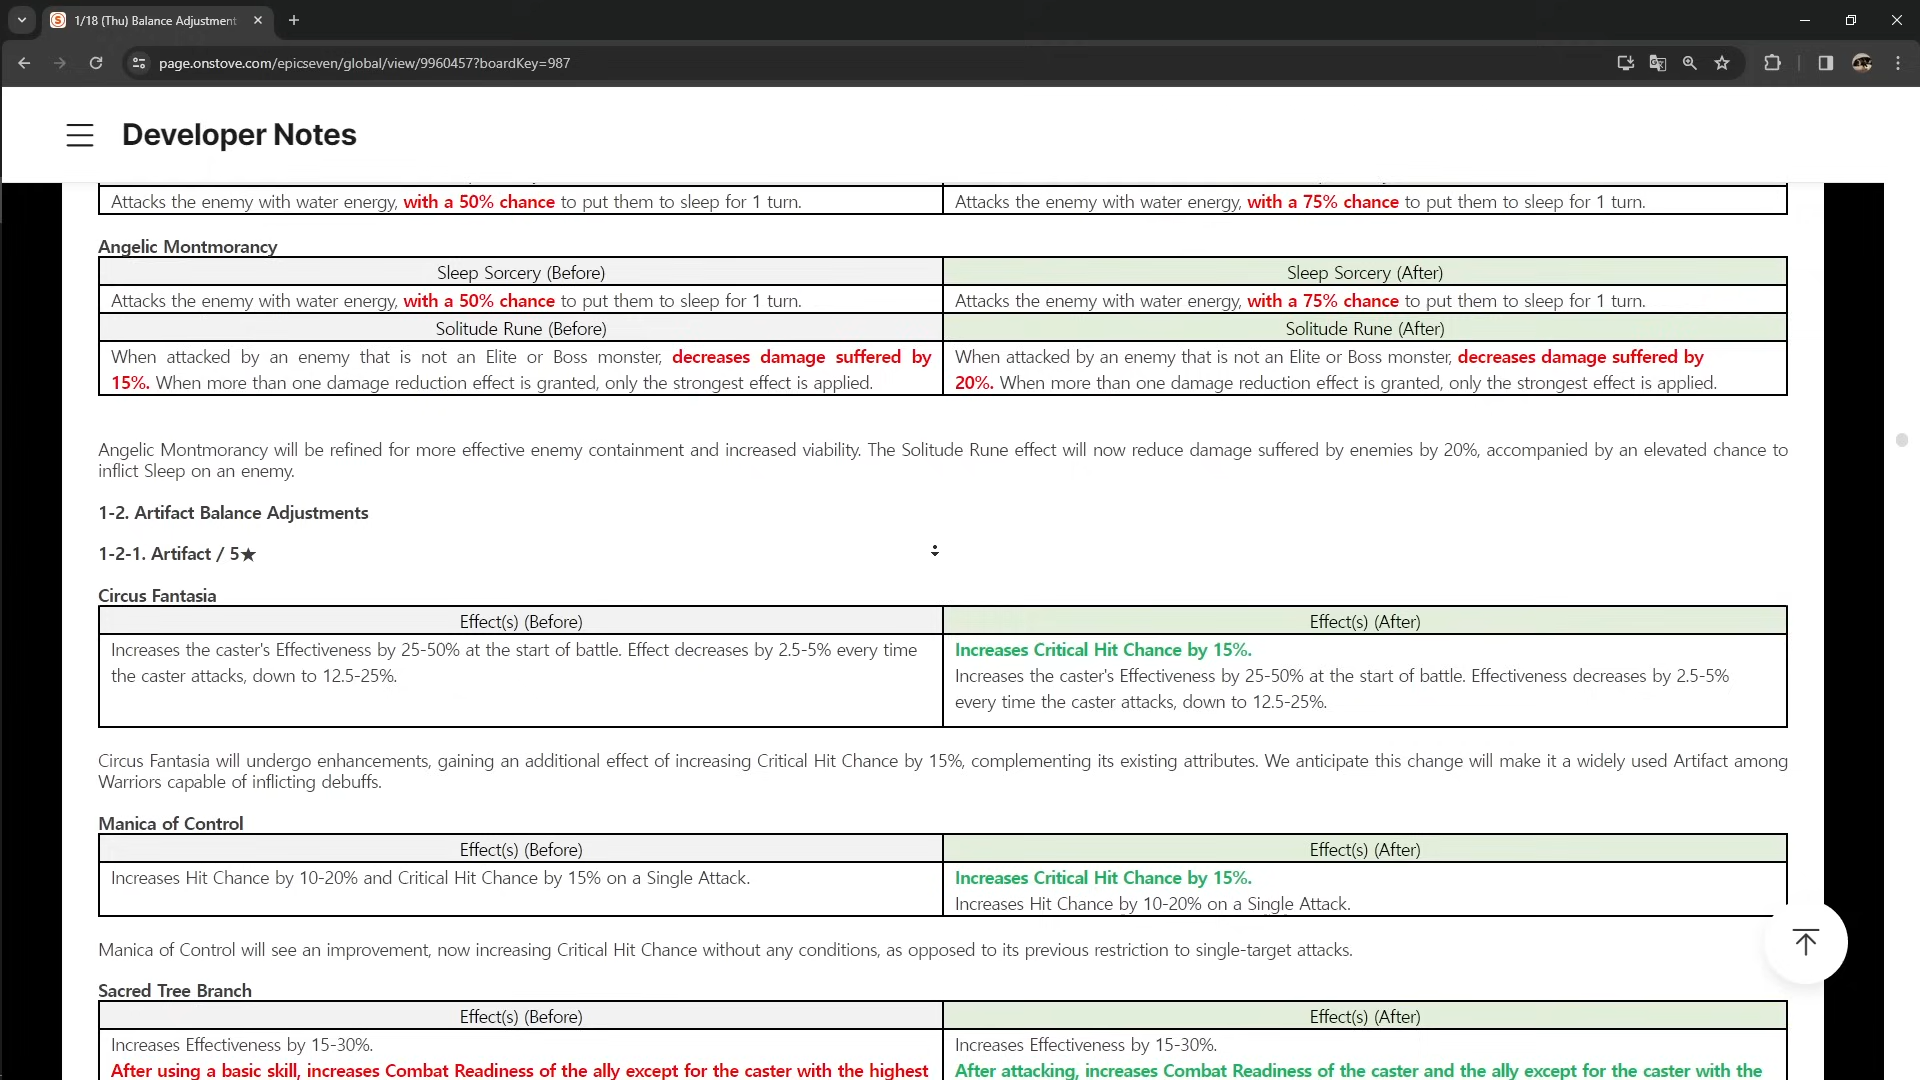 1/18 (Thu) Balance Adjustment
page.onstove.com/epicseven/global/view/9960457?boardKey=987
Developer Notes
Attacks the enemy with water energy, with a 50% chance to put them to sleep for 1 turn.
Attacks the enemy with water energy, with a 75% chance to put them to sleep for 1 turn.
Angelic Montmorancy
Sleep Sorcery (Before)
Sleep Sorcery (After)
Attacks the enemy with water energy, with a 50% chance to put them to sleep for 1 turn.
Attacks the enemy with water energy, with a 75% chance to put them to sleep for 1 turn.
Solitude Rune (Before)
Solitude Rune (After)
When attacked by an enemy that is not an Elite or Boss monster, decreases damage suffered by
15%. When more than one damage reduction effect is granted, only the strongest effect is applied.
When attacked by an enemy that is not an Elite or Boss monster, decreases damage suffered by
20%. When more than one damage reduction effect is granted, only the strongest effect is applied.
Angelic Montmorancy will be refined for more effective enemy containment and increased viability. The Solitude Rune effect will now reduce damage suffered by enemies by 20%, accompanied by an elevated chance to
inflict Sleep on an enemy.
1-2. Artifact Balance Adjustments
1-2-1. Artifact / 5★
Circus Fantasia
Effect(s) (Before)
Effect(s) (After)
Increases the caster's Effectiveness by 25-50% at the start of battle. Effect decreases by 2.5-5% every time
the caster attacks, down to 12.5-25%.
Increases Critical Hit Chance by 15%.
Increases the caster's Effectiveness by 25-50% at the start of battle. Effectiveness decreases by 2.5-5%
every time the caster attacks, down to 12.5-25%.
Circus Fantasia will undergo enhancements, gaining an additional effect of increasing Critical Hit Chance by 15%, complementing its existing attributes. We anticipate this change will make it a widely used Artifact among
Warriors capable of inflicting debuffs.
Manica of Control
Effect(s) (Before)
Effect(s) (After)
Increases Hit Chance by 10-20% and Critical Hit Chance by 15% on a Single Attack.
Increases Critical Hit Chance by 15%.
Increases Hit Chance by 10-20% on a Single Attack.
Manica of Control will see an improvement, now increasing Critical Hit Chance without any conditions, as opposed to its previous restriction to single-target attacks.
Sacred Tree Branch
Effect(s) (Before)
Effect(s) (After)
Increases Effectiveness by 15-30%.
After using a basic skill, increases Combat Readiness of the ally except for the caster with the highest
Increases Effectiveness by 15-30%.
After attacking, increases Combat Readiness of the caster and the ally except for the caster with the